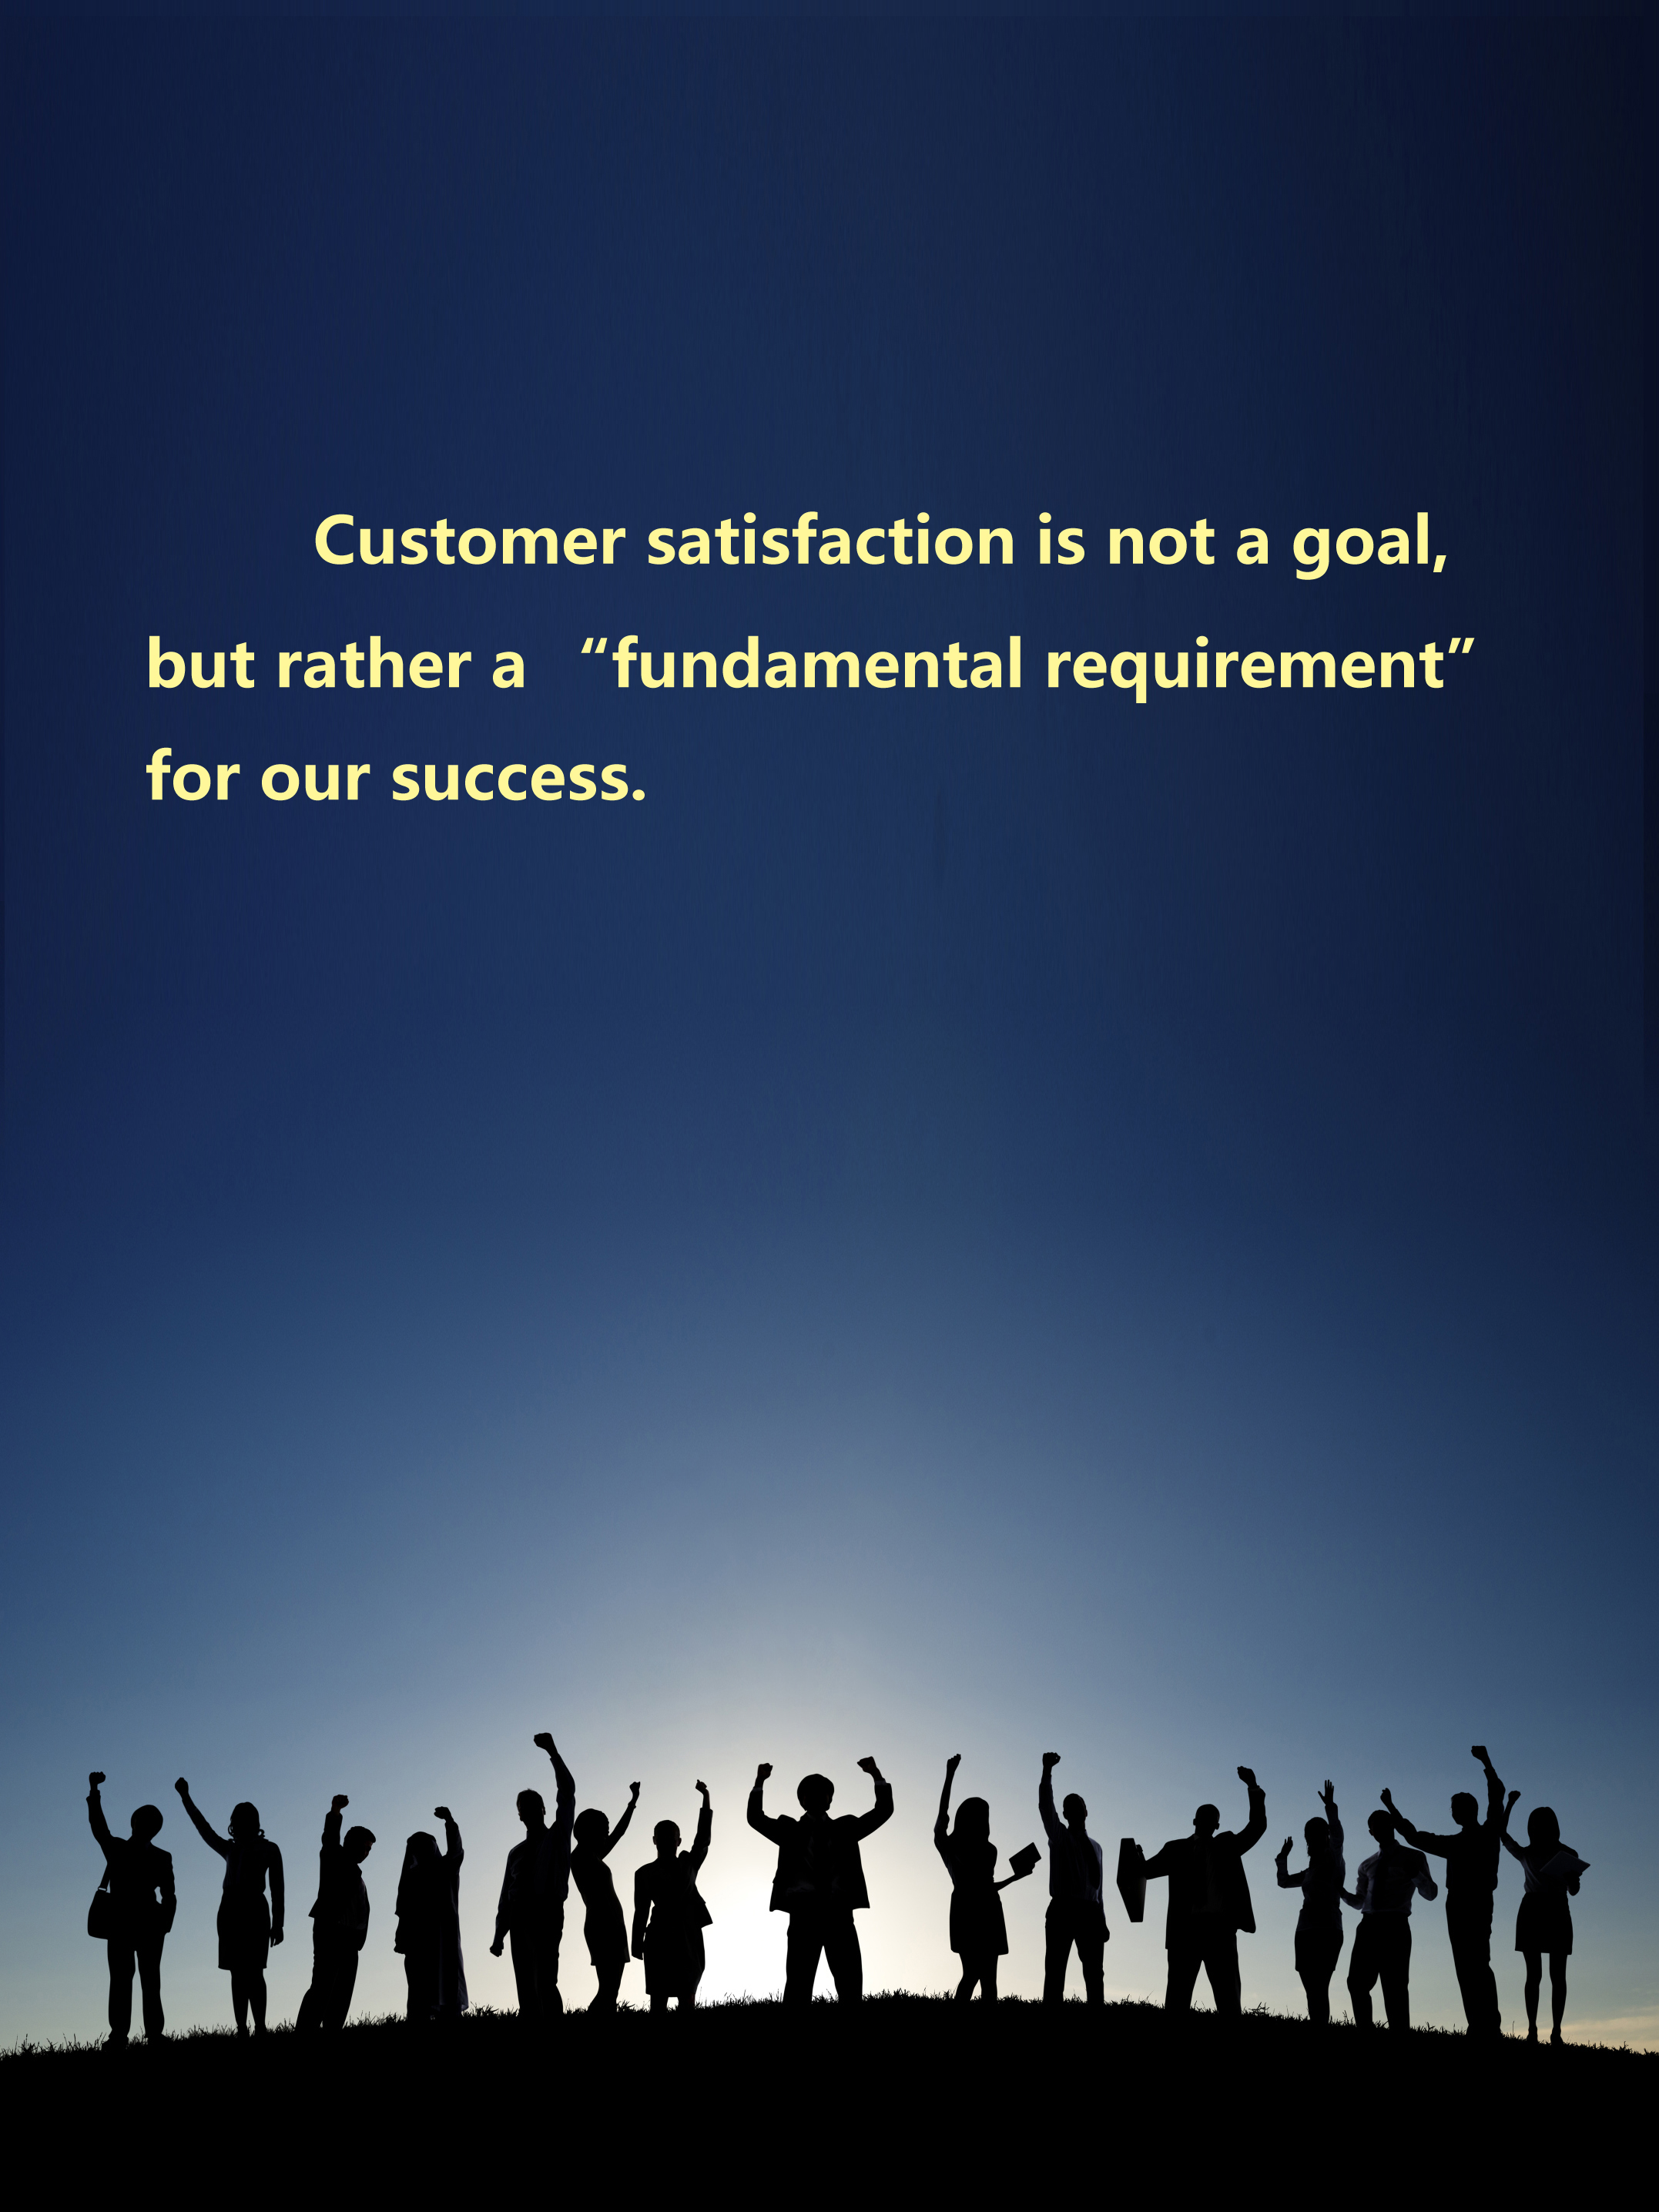 Customer satisfaction is not a goal,
but rather a “fundamental requirement”
for our success.